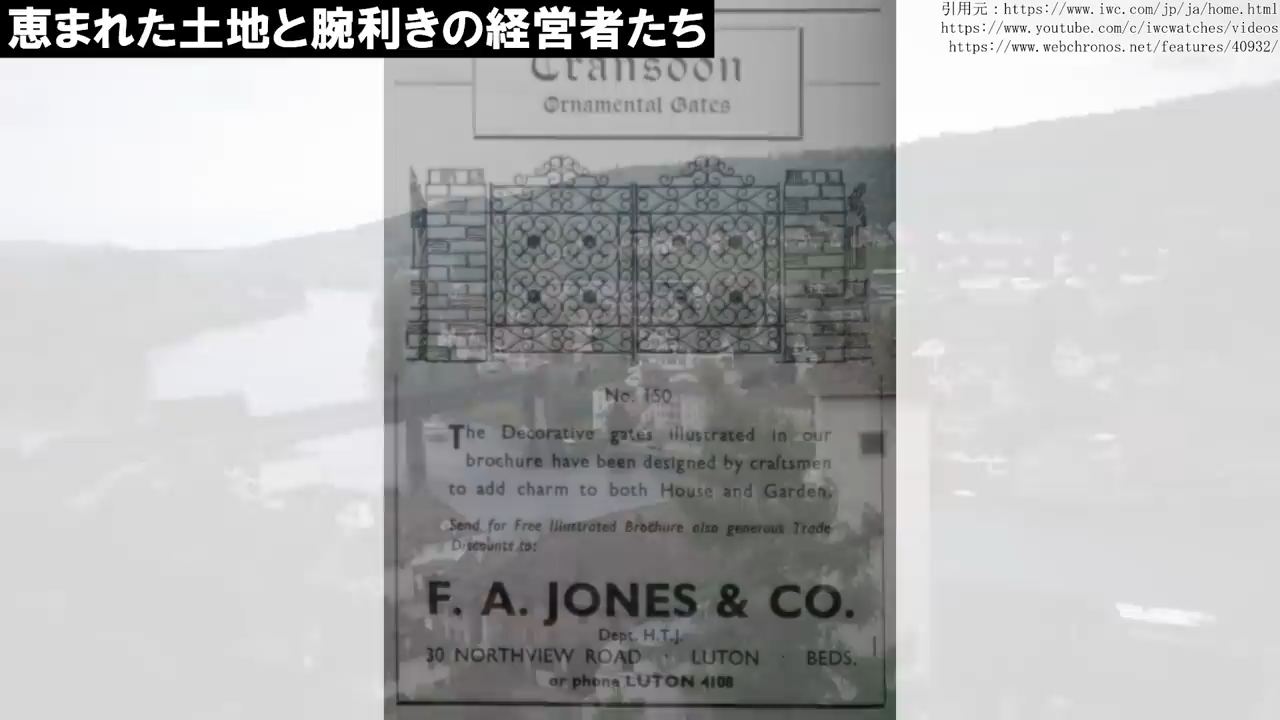 恵まれた土地と腕利きの経営者たち
引用元：https://www.iwc.com/jp/ja/home.html
https://www.youtube.com/c/iwcwatches/videos
https://www.webchronos.net/features/40932/
Cransoon
Ornamental Gates
No. 150
The Decorative gates illustrated in our
brochure have been designed by craftsmen
to add charm to both House and Garden.
Send for Free Illustrated Brochure also generous Trade
Discounts to:
F. A. JONES & CO.
Dept. H.T.J.
30 NORTHVIEW ROAD · LUTON · BEDS.
or phone LUTON 4108